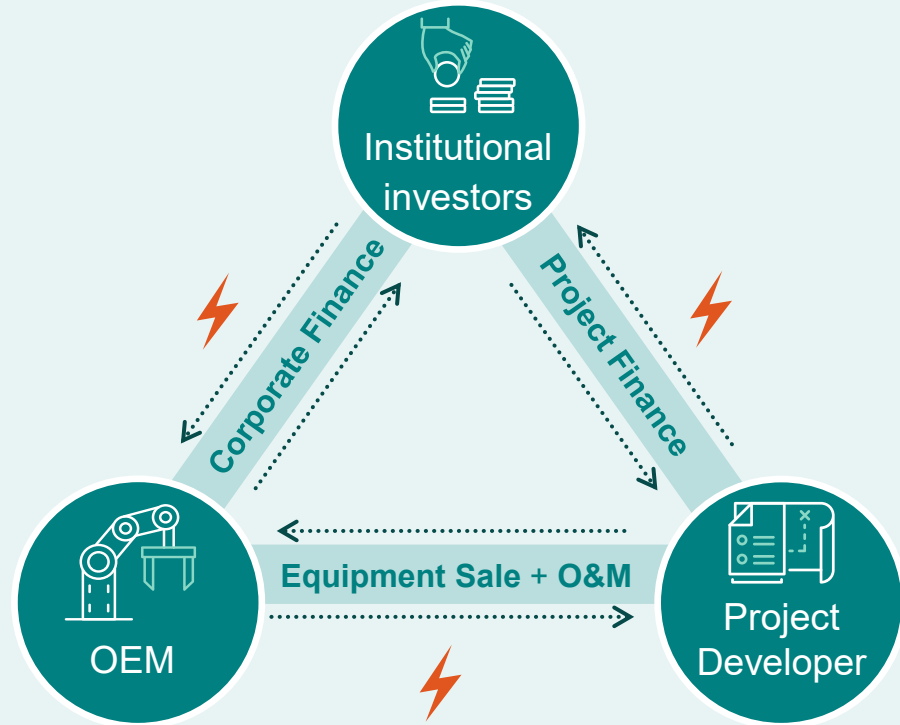 Institutional
investors
Corporate Finance
Project Finance
Equipment Sale + O&M
OEM
Project
Developer